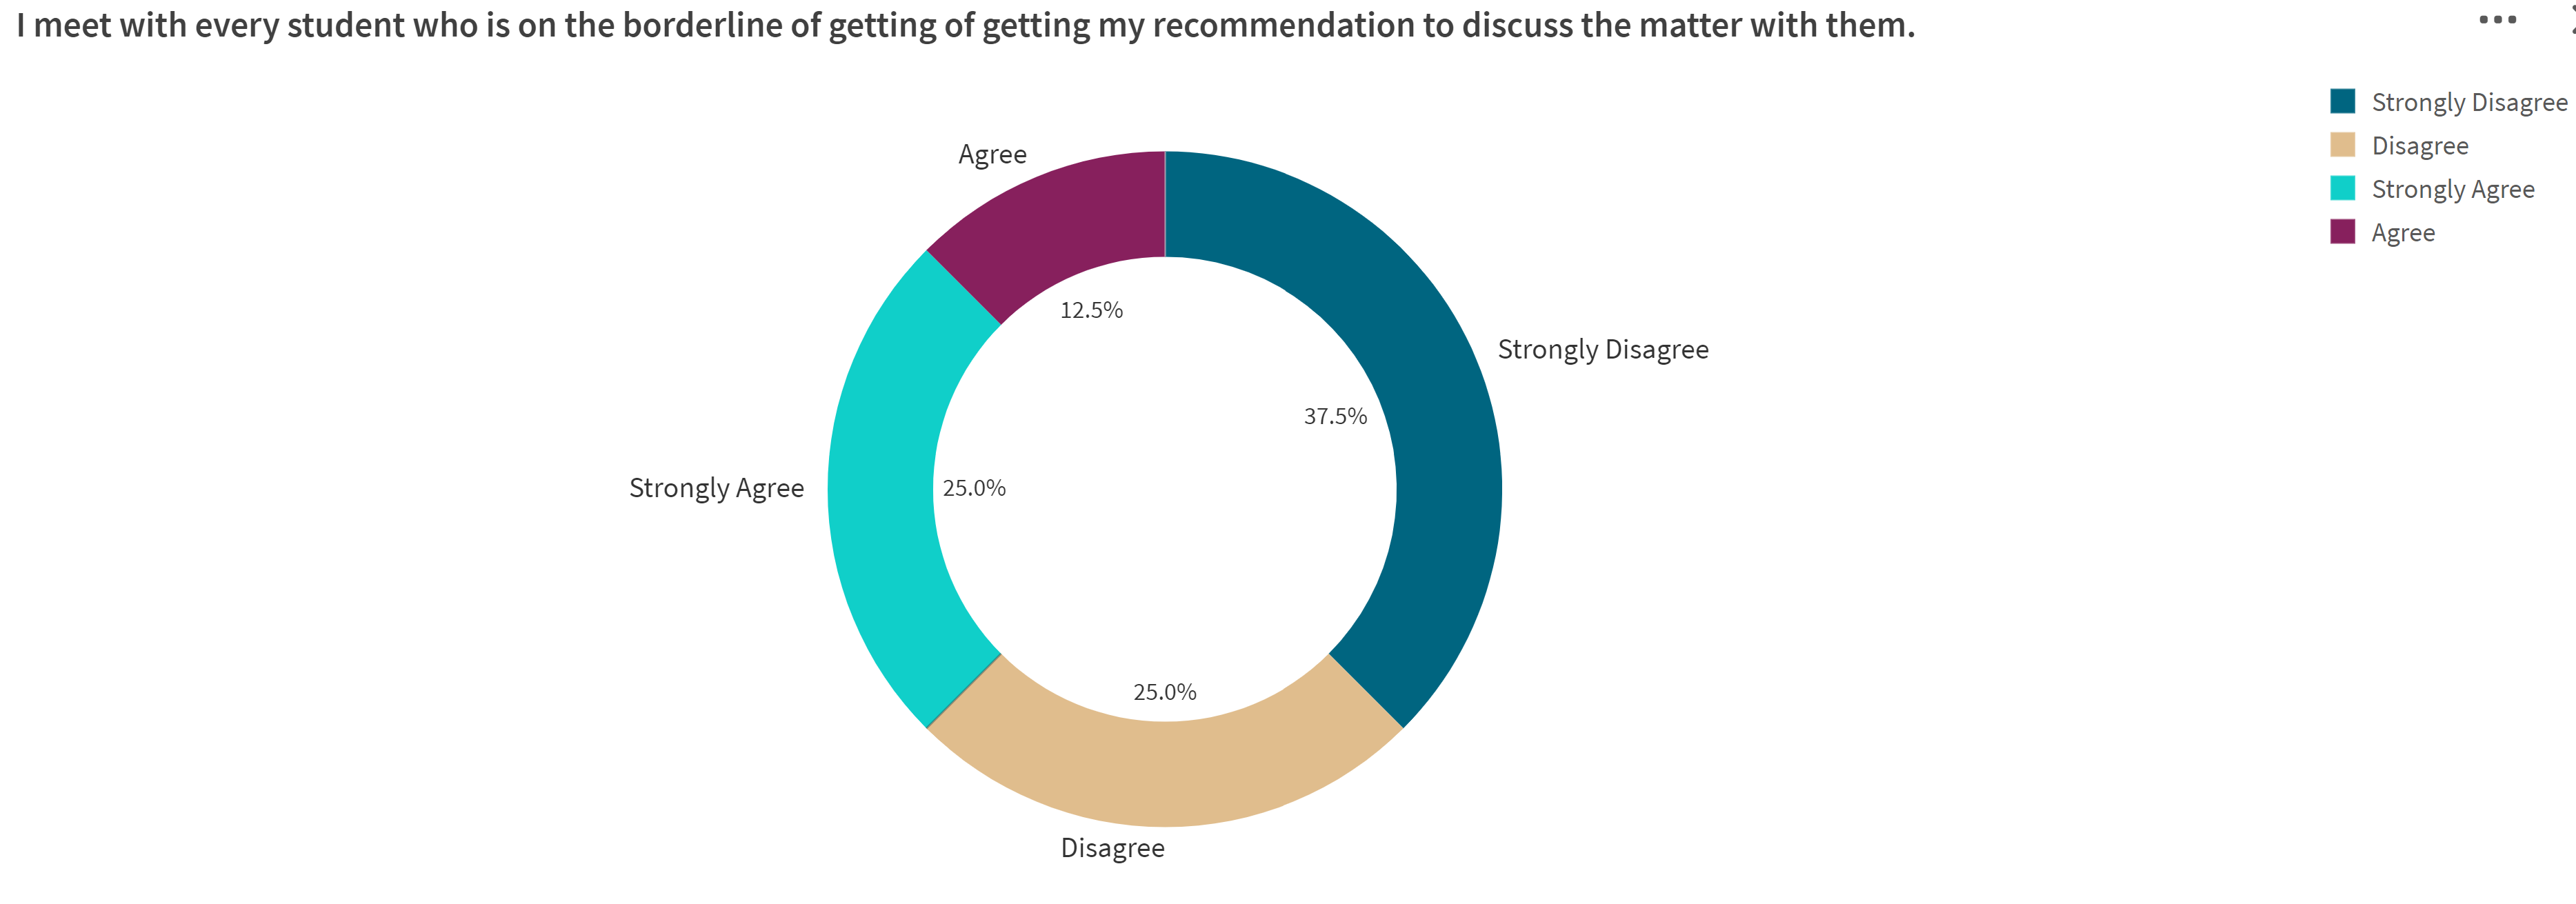 I meet with every student who is on the borderline of getting of getting my recommendation to discuss the matter with them.
Strongly Disagree
Disagree
Strongly Agree
Agree
Agree
12.5%
Strongly Disagree
37.5%
Strongly Agree
25.0%
25.0%
Disagree